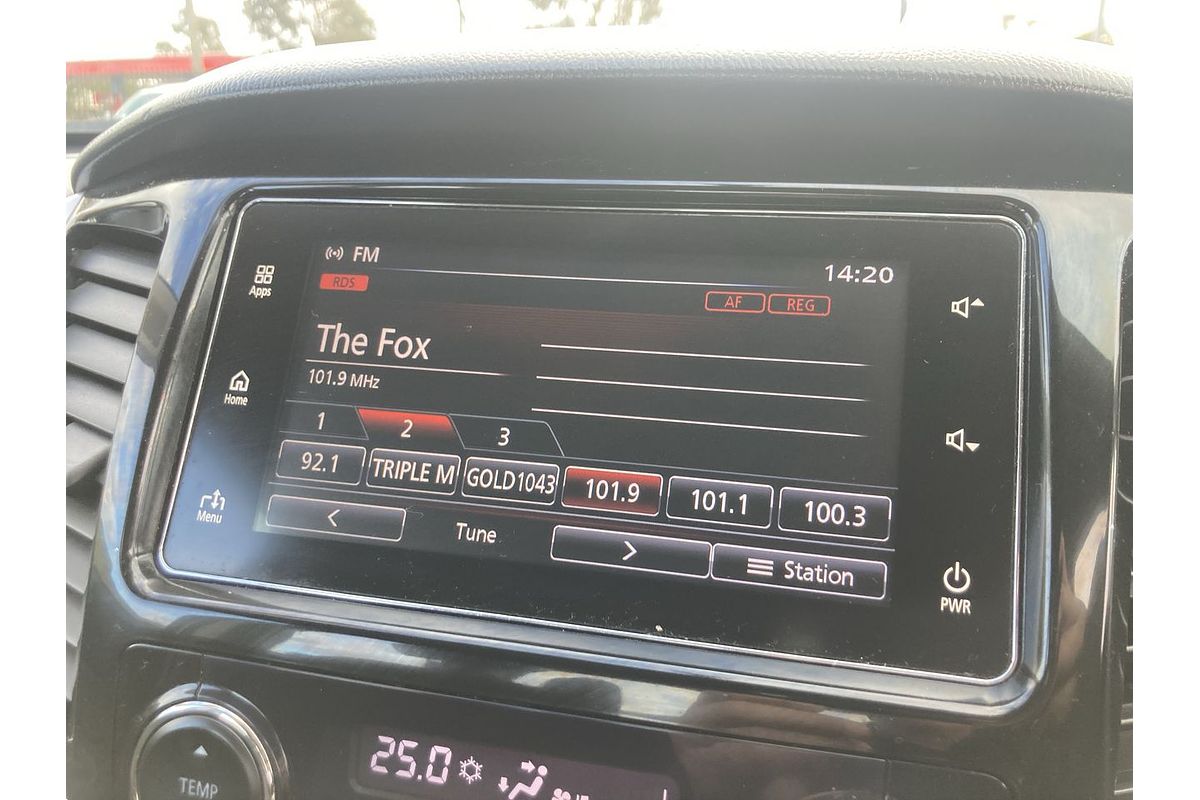 FM
14:20
RDS
AF REG
Apps
The Fox
101.9 MHz
Home
1 2 3
92.1 TRIPLE M GOLD1043 101.9 101.1 100.3
Menu
< Tune > Station
PWR
25.0
TEMP